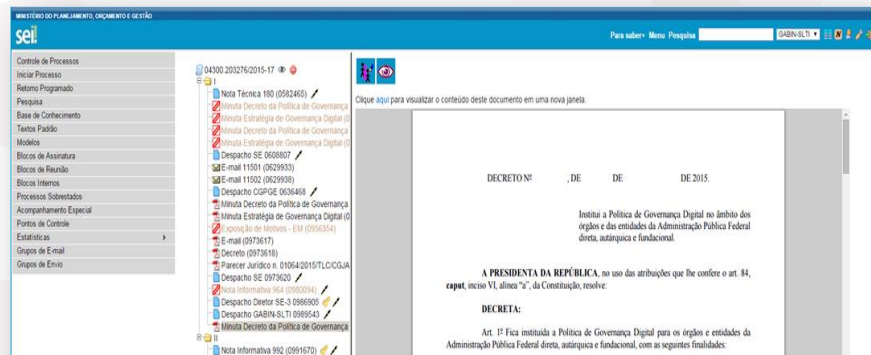 MINISTÉRIO DO PLANEJAMENTO, ORÇAMENTO E GESTÃO
sei!
Para saber+ Menu Pesquisa
GABIN-SLTI
Controle de Processos
Iniciar Processo
Retorno Programado
Pesquisa
Base de Conhecimento
Textos Padrão
Modelos
Blocos de Assinatura
Blocos de Reunião
Blocos Internos
Processos Sobrestados
Acompanhamento Especial
Pontos de Controle
Estatísticas
Grupos de E-mail
Grupos de Envio
04300.203276/2015-17
I
Nota Técnica 180 (0582465)
Minuta Decreto da Política de Governança
Minuta Estratégia de Governança Digital (0
Minuta Decreto da Política de Governança
Minuta Estratégia de Governança Digital (0
Despacho SE 0608807
E-mail 11501 (0629933)
E-mail 11502 (0629938)
Despacho CGPGE 0636468
Minuta Decreto da Política de Governança
Minuta Estratégia de Governança Digital (0
Exposição de Motivos - EM (0956354)
E-mail (0973617)
Decreto (0973618)
Parecer Jurídico n. 01064/2015/TLC/CGJA
Despacho SE 0973620
Nota Informativa 964 (0980094)
Despacho Diretor SE-3 0986905
Despacho GABIN-SLTI 0989543
Minuta Decreto da Política de Governança
II
Nota Informativa 992 (0991670)
Clique aqui para visualizar o conteúdo deste documento em uma nova janela.
DECRETO Nº , DE DE DE 2015.
Institui a Política de Governança Digital no âmbito dos
órgãos e das entidades da Administração Pública Federal
direta, autárquica e fundacional.
A PRESIDENTA DA REPÚBLICA, no uso das atribuições que lhe confere o art. 84,
caput, inciso VI, alínea "a", da Constituição, resolve:
DECRETA:
Art. 1º Fica instituída a Política de Governança Digital para os órgãos e entidades da
Administração Pública Federal direta, autárquica e fundacional, com as seguintes finalidades: